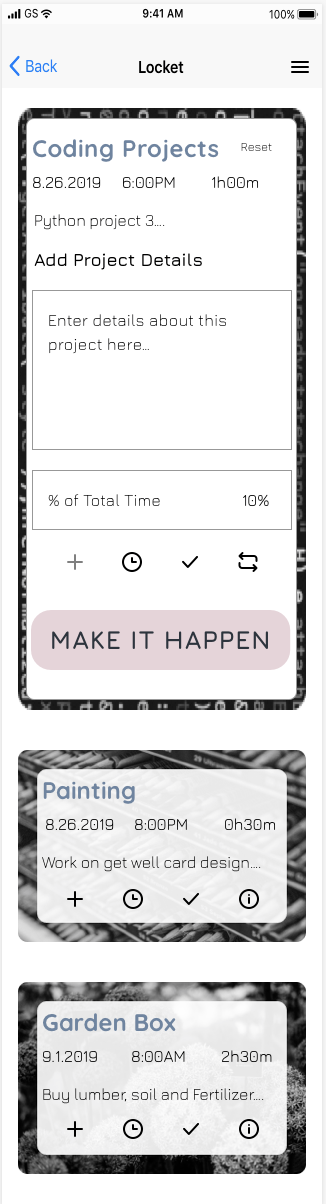 GS 9:41 AM 100%
Back Locket
Coding Projects Reset
8.26.2019 6:00PM 1h00m
Python project 3....
Add Project Details
Enter details about this
project here...
% of Total Time 10%
MAKE IT HAPPEN
Painting
8.26.2019 8:00PM 0h30m
Work on get well card design....
Garden Box
9.1.2019 8:00AM 2h30m
Buy lumber, soil and Fertilizer....